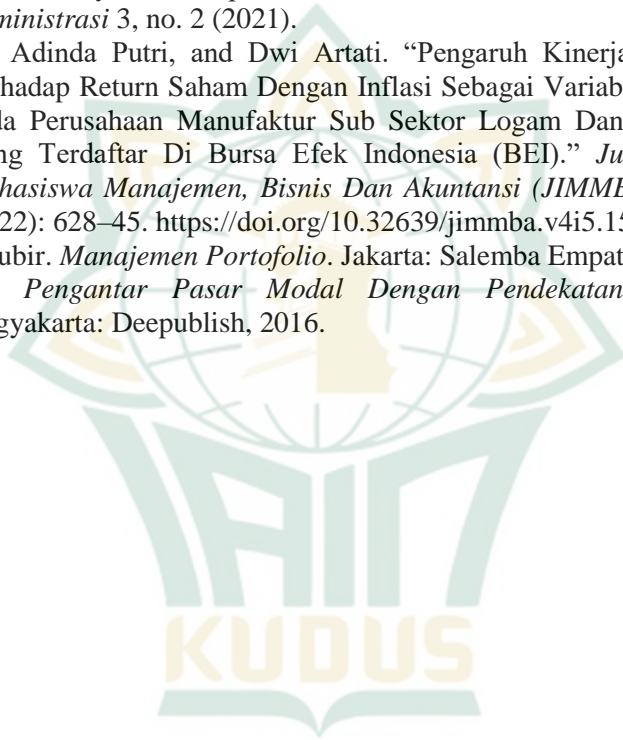 ministrasi 3, no. 2 (2021).
Adinda Putri, and Dwi Artati. “Pengaruh Kinerja
hadap Return Saham Dengan Inflasi Sebagai Variab
la Perusahaan Manufaktur Sub Sektor Logam Dan
ng Terdaftar Di Bursa Efek Indonesia (BEI).” Ju
hasiswa Manajemen, Bisnis Dan Akuntansi (JIMMB
22): 628–45. https://doi.org/10.32639/jimmba.v4i5.15
ubir. Manajemen Portofolio. Jakarta: Salemba Empat
Pengantar Pasar Modal Dengan Pendekatan
gyakarta: Deepublish, 2016.
IAIN
KUDUS